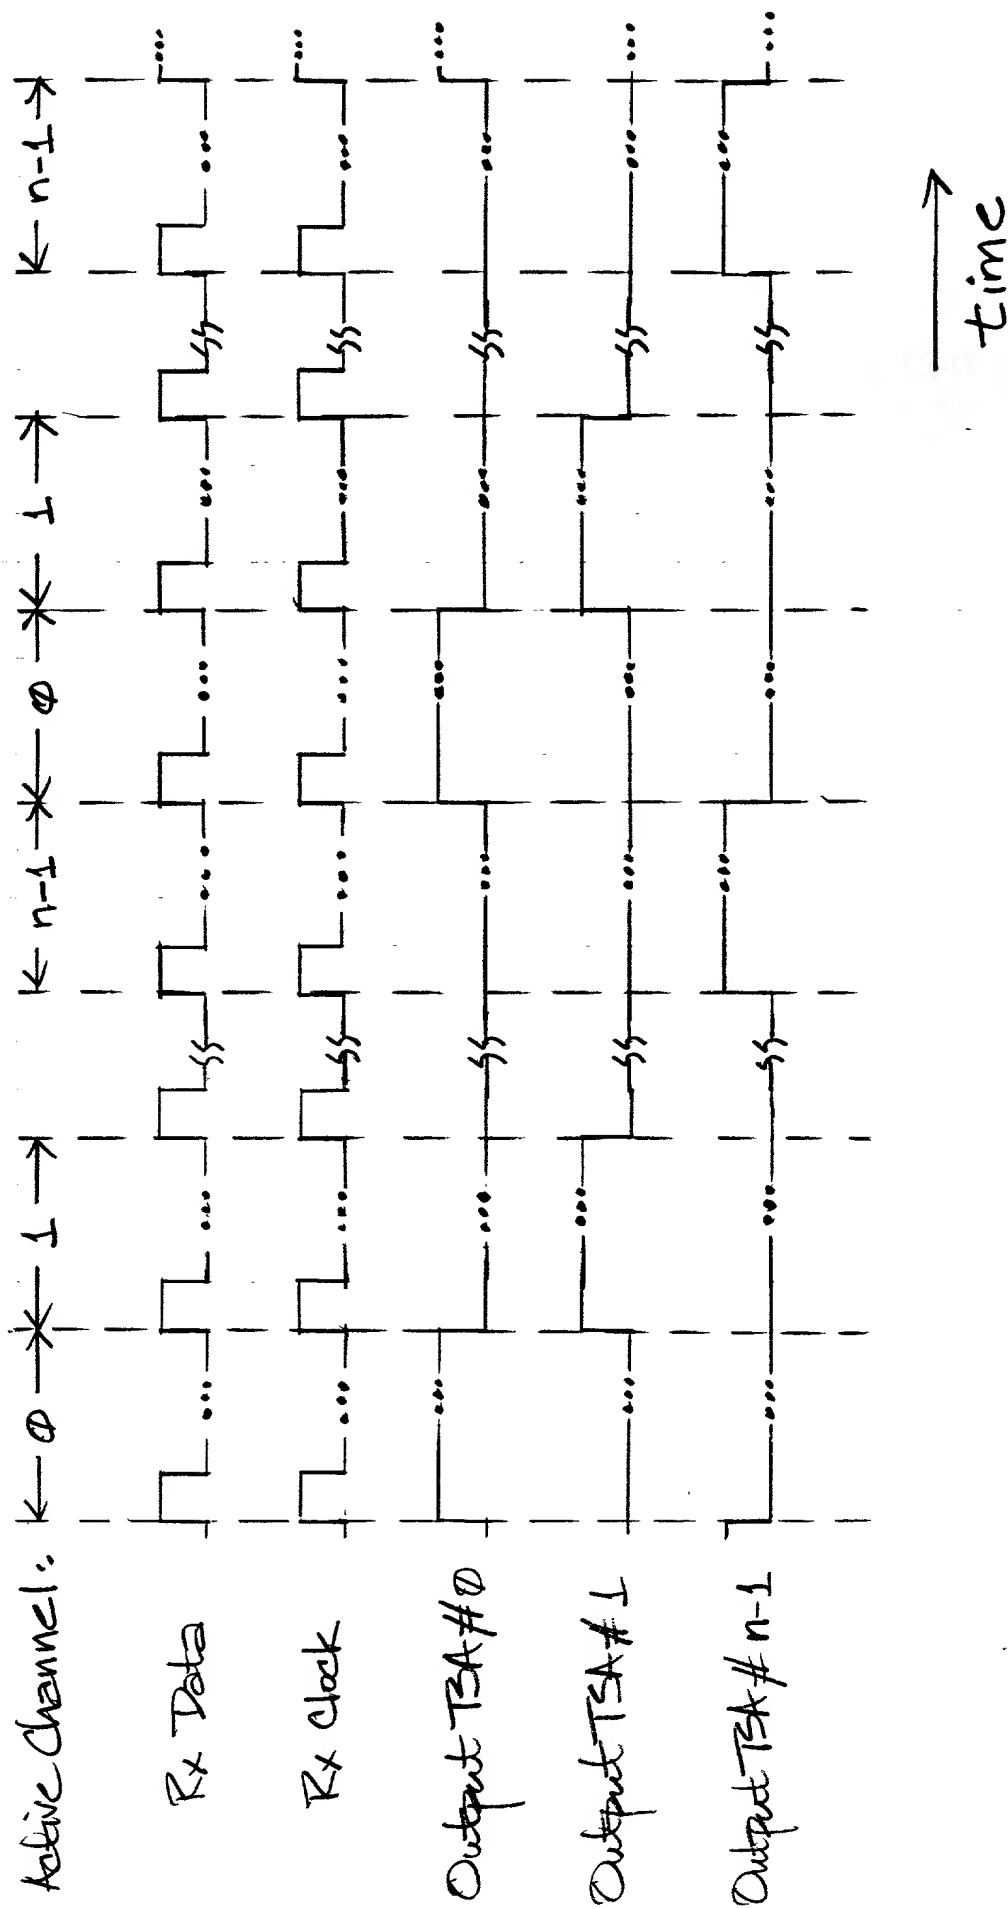 Active Channel: ← Ø → ← 1 → ← n-1 → ← Ø → ← 1 → ← n-1 →
Rx Data
Rx Clock
Output TSA # Ø
Output TSA # 1
Output TSA # n-1
time